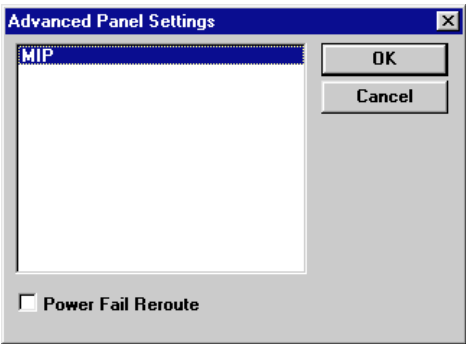 Advanced Panel Settings
MIP
OK
Cancel
Power Fail Reroute